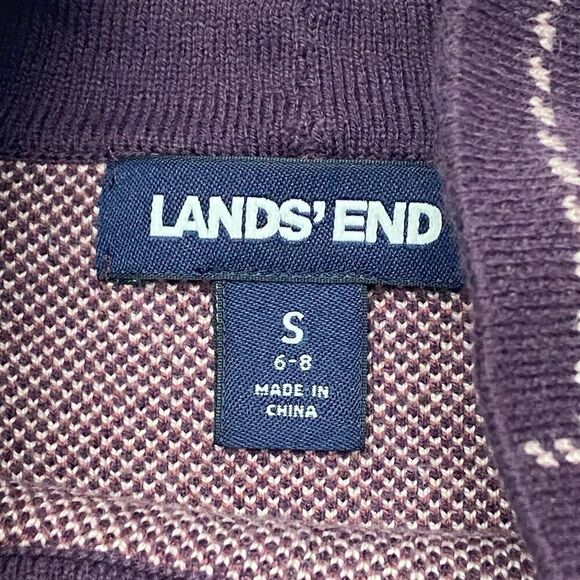 LANDS' END
S
6-8
MADE IN
CHINA